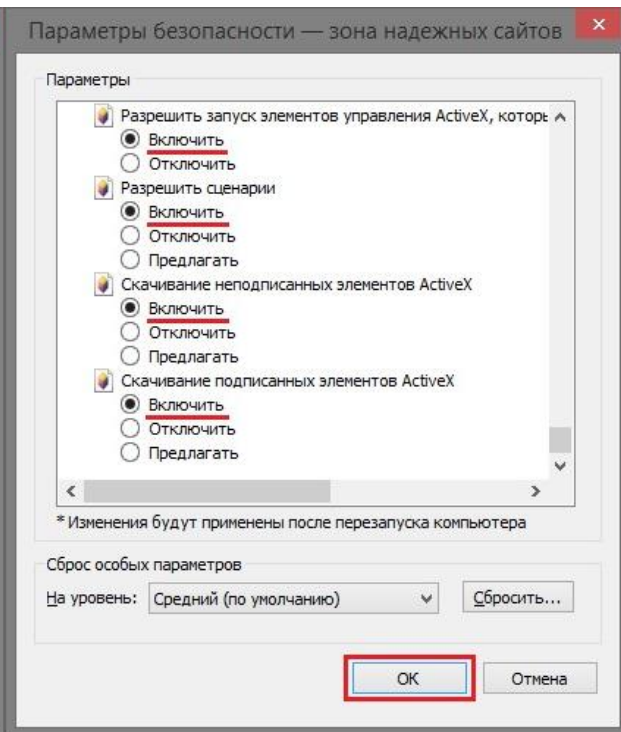 Параметры безопасности — зона надежных сайтов
Параметры
Разрешить запуск элементов управления ActiveX, которы
Включить
Отключить
Разрешить сценарии
Включить
Отключить
Предлагать
Скачивание неподписанных элементов ActiveX
Включить
Отключить
Предлагать
Скачивание подписанных элементов ActiveX
Включить
Отключить
Предлагать
* Изменения будут применены после перезапуска компьютера
Сброс особых параметров
На уровень: Средний (по умолчанию) Сбросить...
OK Отмена